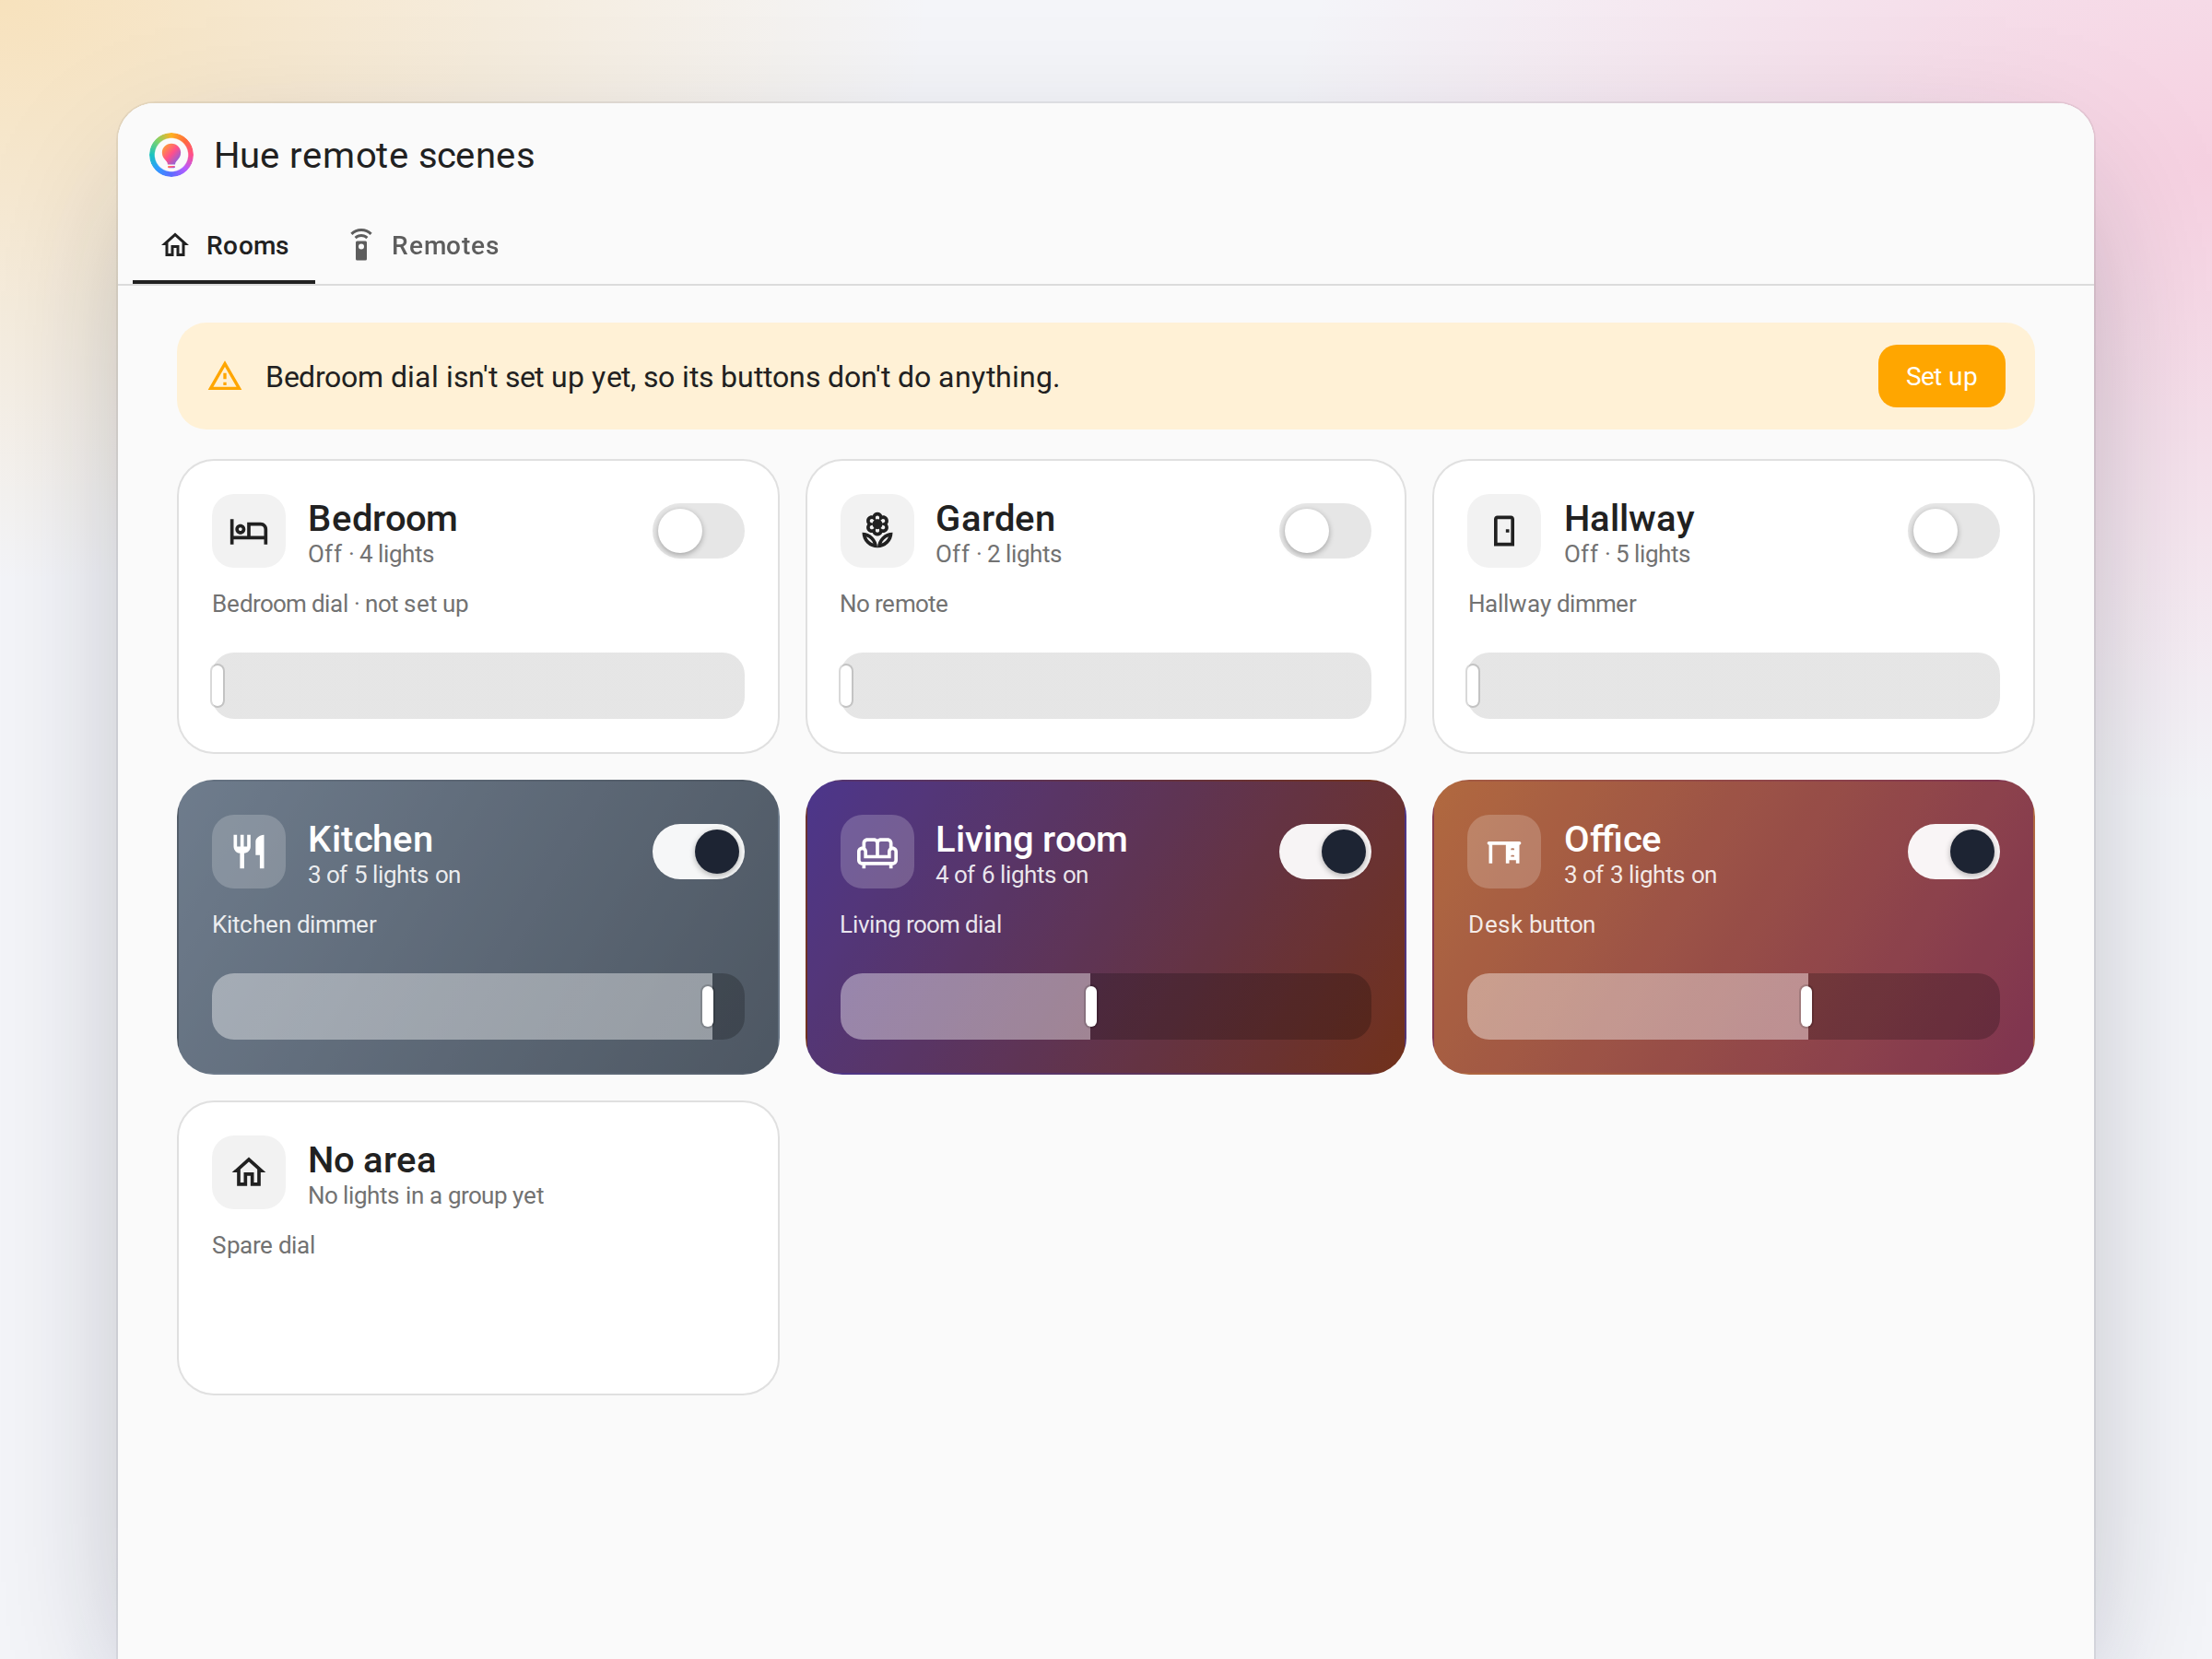 Hue remote scenes
Rooms
Remotes
Bedroom dial isn't set up yet, so its buttons don't do anything.
Set up
Bedroom
Off · 4 lights
Bedroom dial · not set up
Garden
Off · 2 lights
No remote
Hallway
Off · 5 lights
Hallway dimmer
Kitchen
3 of 5 lights on
Kitchen dimmer
Living room
4 of 6 lights on
Living room dial
Office
3 of 3 lights on
Desk button
No area
No lights in a group yet
Spare dial